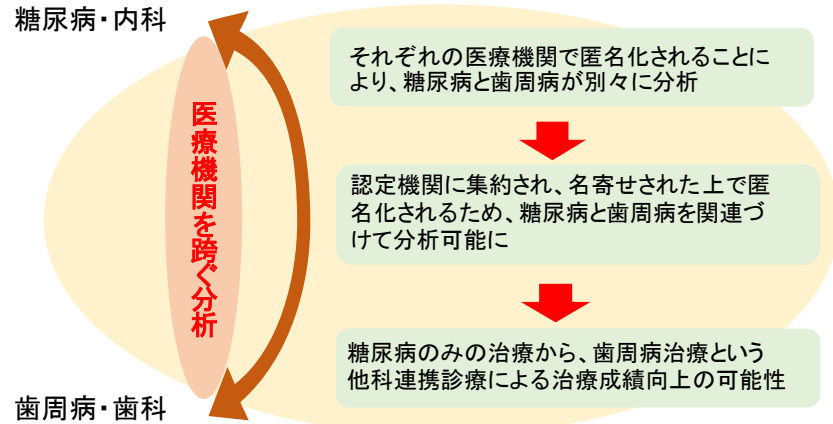 糖尿病・内科
それぞれの医療機関で匿名化されることに
より、糖尿病と歯周病が別々に分析
医療機関を跨ぐ分析
認定機関に集約され、名寄せされた上で匿
名化されるため、糖尿病と歯周病を関連づ
けて分析可能に
糖尿病のみの治療から、歯周病治療という
他科連携診療による治療成績向上の可能性
歯周病・歯科